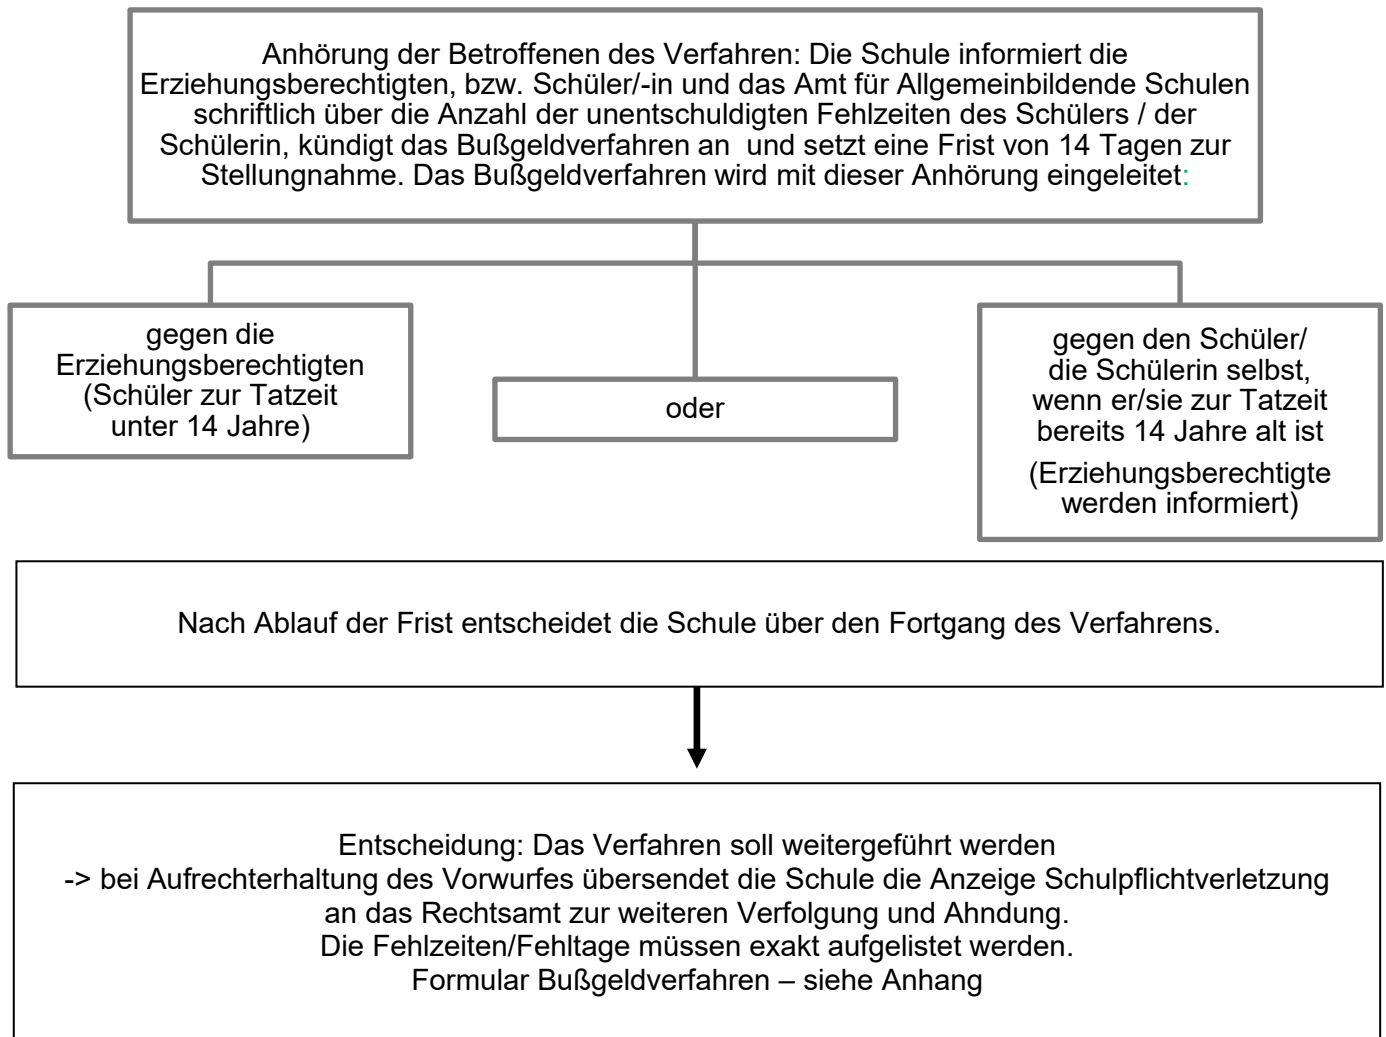 Anhörung der Betroffenen des Verfahren: Die Schule informiert die
Erziehungsberechtigten, bzw. Schüler/-in und das Amt für Allgemeinbildende Schulen
schriftlich über die Anzahl der unentschuldigten Fehlzeiten des Schülers / der
Schülerin, kündigt das Bußgeldverfahren an  und setzt eine Frist von 14 Tagen zur
Stellungnahme. Das Bußgeldverfahren wird mit dieser Anhörung eingeleitet:
gegen die
Erziehungsberechtigten
(Schüler zur Tatzeit
unter 14 Jahre)
oder
gegen den Schüler/
die Schülerin selbst,
wenn er/sie zur Tatzeit
bereits 14 Jahre alt ist
(Erziehungsberechtigte
werden informiert)
Nach Ablauf der Frist entscheidet die Schule über den Fortgang des Verfahrens.
Entscheidung: Das Verfahren soll weitergeführt werden
-> bei Aufrechterhaltung des Vorwurfes übersendet die Schule die Anzeige Schulpflichtverletzung
an das Rechtsamt zur weiteren Verfolgung und Ahndung.
Die Fehlzeiten/Fehltage müssen exakt aufgelistet werden.
Formular Bußgeldverfahren – siehe Anhang